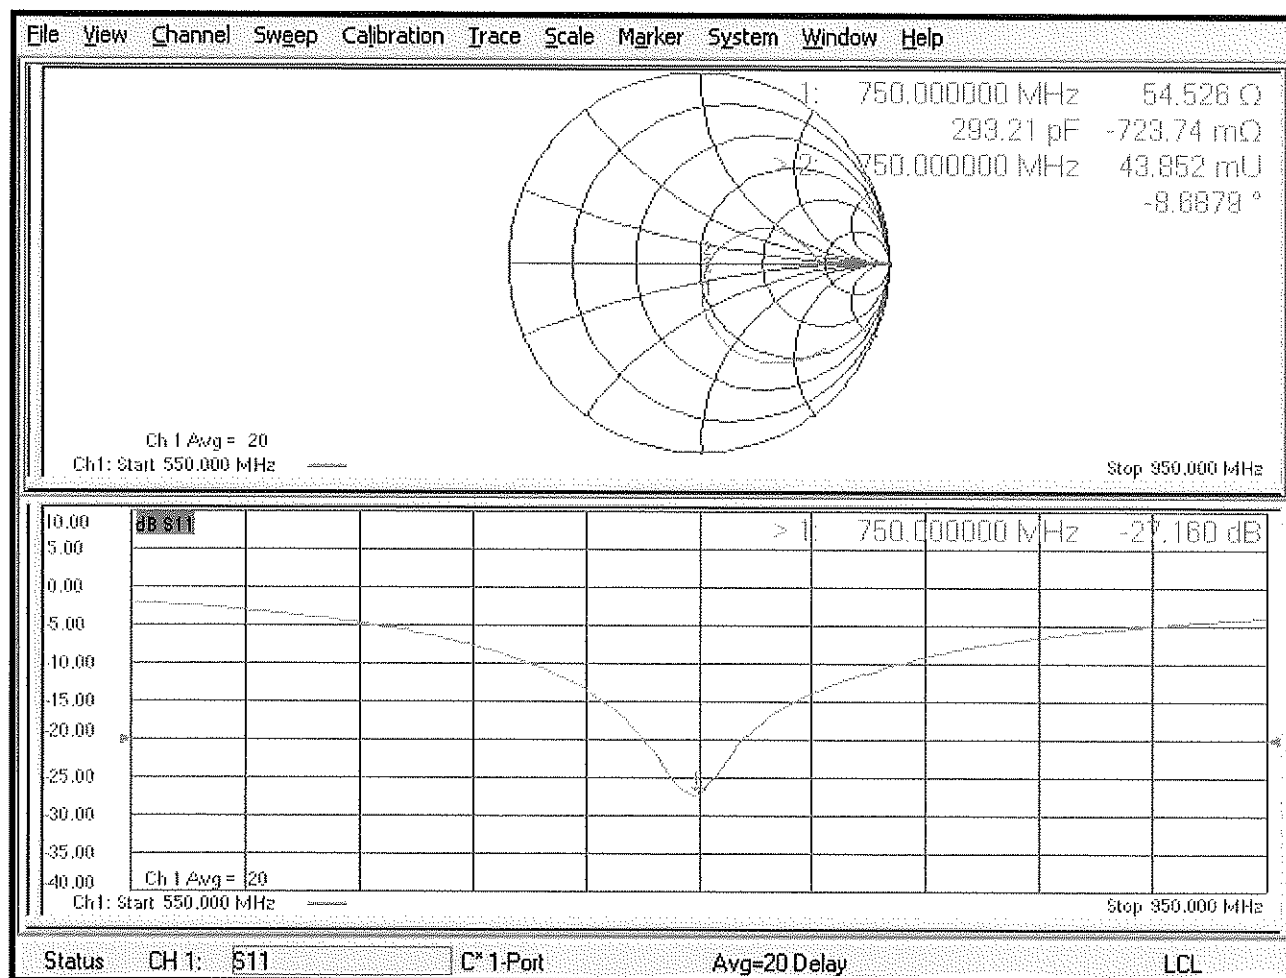 File View Channel Sweep Calibration Trace Scale Marker System Window Help
1: 750.000000 MHz 54.526 Ω
293.21 pF -723.74 mΩ
> 2: 750.000000 MHz 43.852 mU
-8.6879 °
Ch 1 Avg = 20
Ch1: Start 550.000 MHz
Stop 950.000 MHz
10.00
dB S11
> 1: 750.000000 MHz -27.160 dB
5.00
0.00
-5.00
-10.00
-15.00
-20.00
-25.00
-30.00
-35.00
-40.00
Ch 1 Avg = 20
Ch1: Start 550.000 MHz
Stop 950.000 MHz
Status CH 1: S11 C* 1-Port Avg=20 Delay LCL